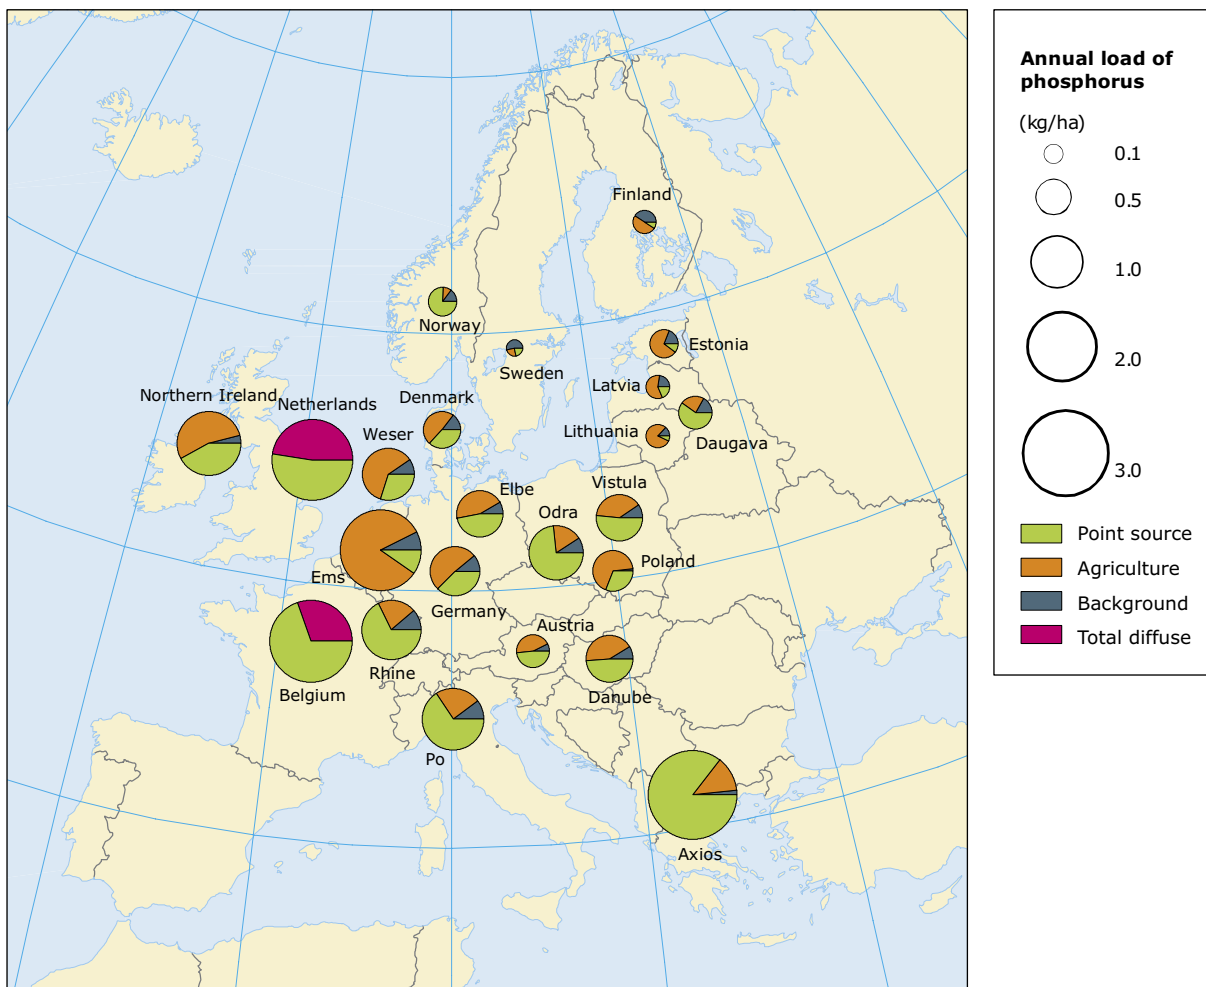 Finland
Norway
Estonia
Sweden
Latvia
Northern Ireland
Denmark
Netherlands
Lithuania
Daugava
Weser
Elbe
Vistula
Odra
Poland
Ems
Germany
Austria
Rhine
Belgium
Danube
Po
Axios
Annual load of
phosphorus
(kg/ha)
0.1
0.5
1.0
2.0
3.0
Point source
Agriculture
Background
Total diffuse